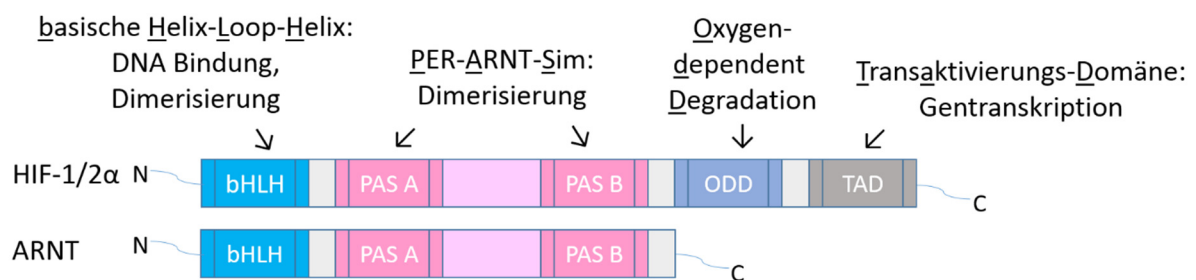 basische Helix-Loop-Helix:
DNA Bindung,
Dimerisierung
PER-ARNT-Sim:
Dimerisierung
Oxygen-
dependent
Degradation
Transaktivierungs-Domäne:
Gentranskription
HIF-1/2α N bHLH PAS A PAS B ODD TAD C
ARNT N bHLH PAS A PAS B C